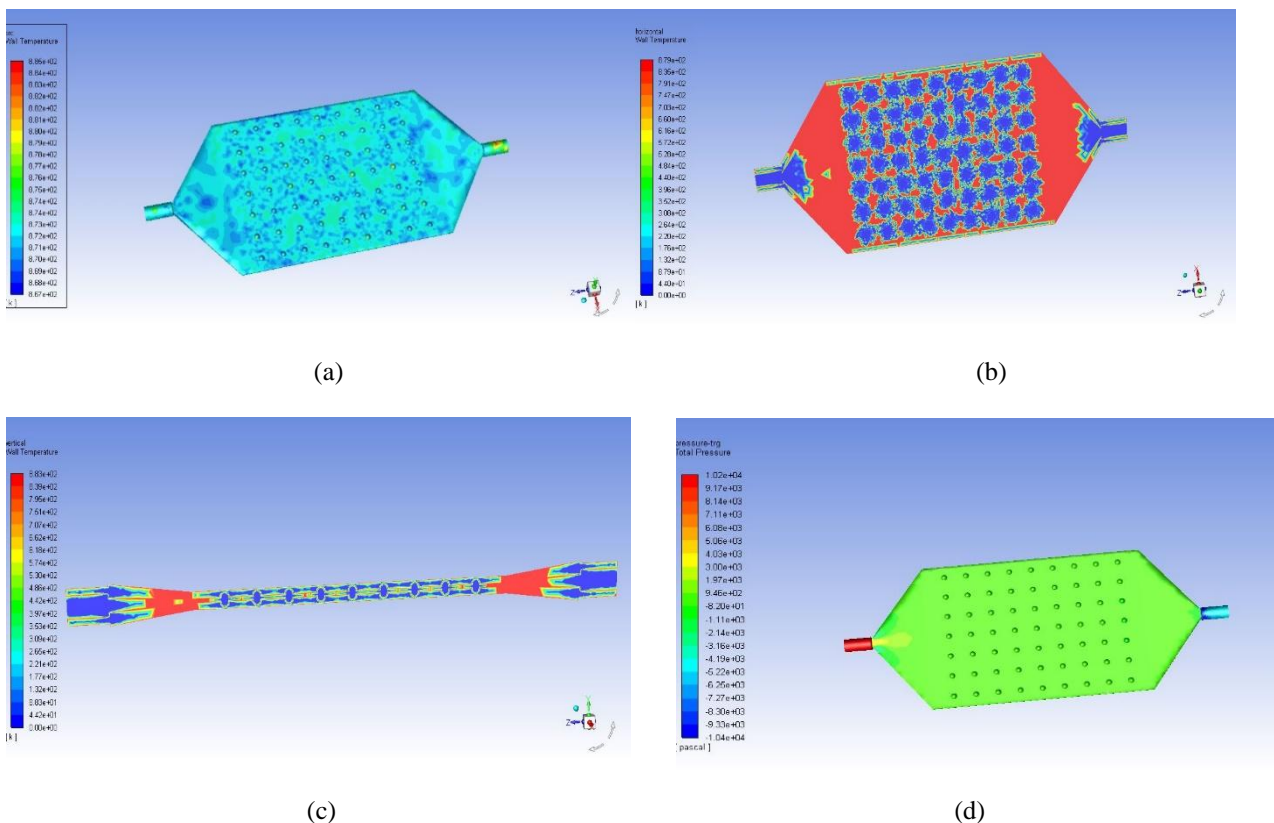 Wall Temperature
8.85e+02
8.84e+02
8.83e+02
8.82e+02
8.81e+02
8.80e+02
8.80e+02
8.78e+02
8.77e+02
8.76e+02
8.75e+02
8.74e+02
8.74e+02
8.73e+02
8.72e+02
8.71e+02
8.70e+02
8.69e+02
8.68e+02
8.67e+02
[ k ]
Z
(a)
horizontal
Wall Temperature
8.79e+02
8.35e+02
7.91e+02
7.47e+02
7.03e+02
6.60e+02
6.16e+02
5.72e+02
5.28e+02
4.84e+02
4.40e+02
3.96e+02
3.52e+02
3.08e+02
2.64e+02
2.20e+02
1.76e+02
1.32e+02
8.79e+01
4.40e+01
0.00e+00
[ k ]
Z
(b)
vertical
Wall Temperature
8.83e+02
8.39e+02
7.95e+02
7.51e+02
7.07e+02
6.62e+02
6.18e+02
5.74e+02
5.30e+02
4.86e+02
4.42e+02
3.97e+02
3.53e+02
3.09e+02
2.65e+02
2.21e+02
1.77e+02
1.32e+02
8.83e+01
4.42e+01
0.00e+00
[ k ]
Y
Z
(c)
pressure-trg
Total Pressure
1.02e+04
9.17e+03
8.14e+03
7.11e+03
6.08e+03
5.06e+03
4.03e+03
3.00e+03
1.97e+03
9.46e+02
-8.20e+01
-1.11e+03
-2.14e+03
-3.16e+03
-4.19e+03
-5.22e+03
-6.25e+03
-7.27e+03
-8.30e+03
-9.33e+03
-1.04e+04
[ pascal ]
(d)